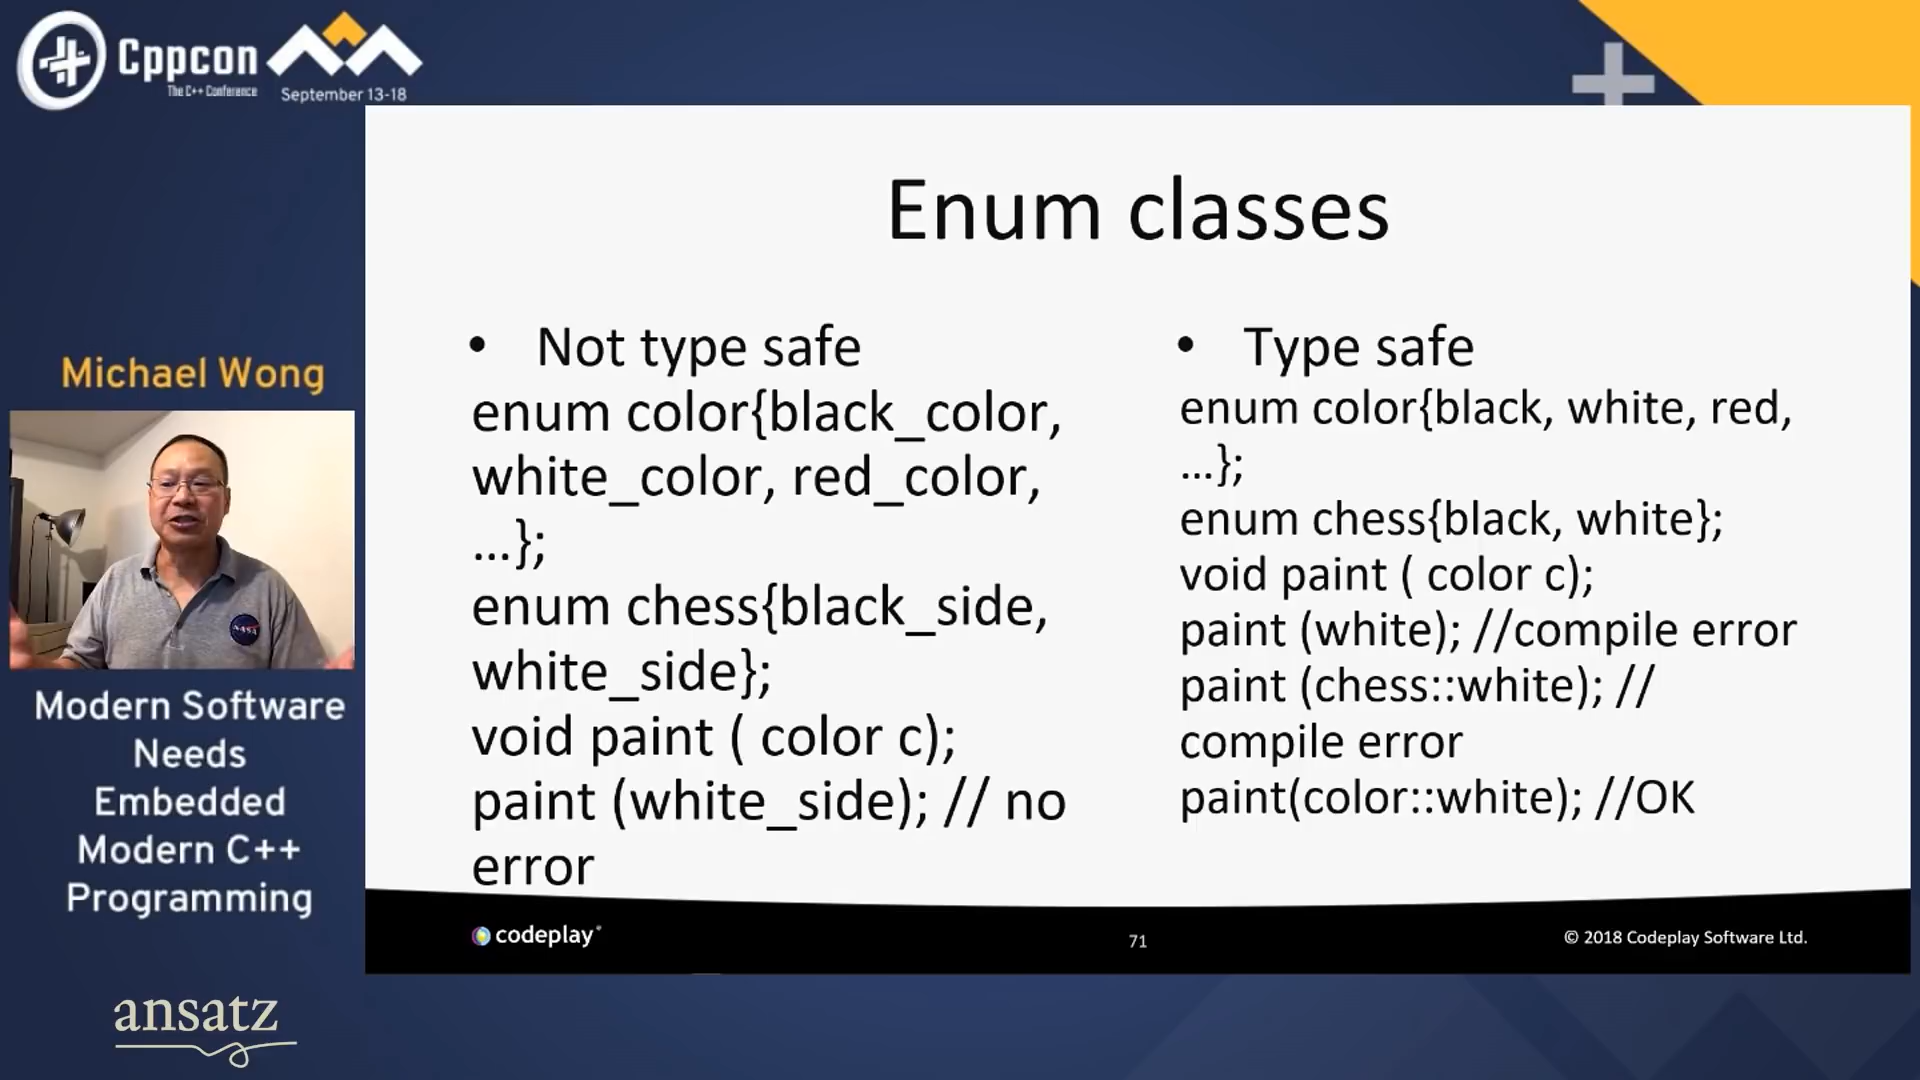 Cppcon
The C++ Conference
September 13-18
Michael Wong
NASA
Modern Software
Needs
Embedded
Modern C++
Programming
ansatz
Enum classes
• Not type safe
enum color{black_color,
white_color, red_color,
...};
enum chess{black_side,
white_side};
void paint ( color c);
paint (white_side); // no
error
• Type safe
enum color{black, white, red,
...};
enum chess{black, white};
void paint ( color c);
paint (white); //compile error
paint (chess::white); //
compile error
paint(color::white); //OK
codeplay
71
© 2018 Codeplay Software Ltd.